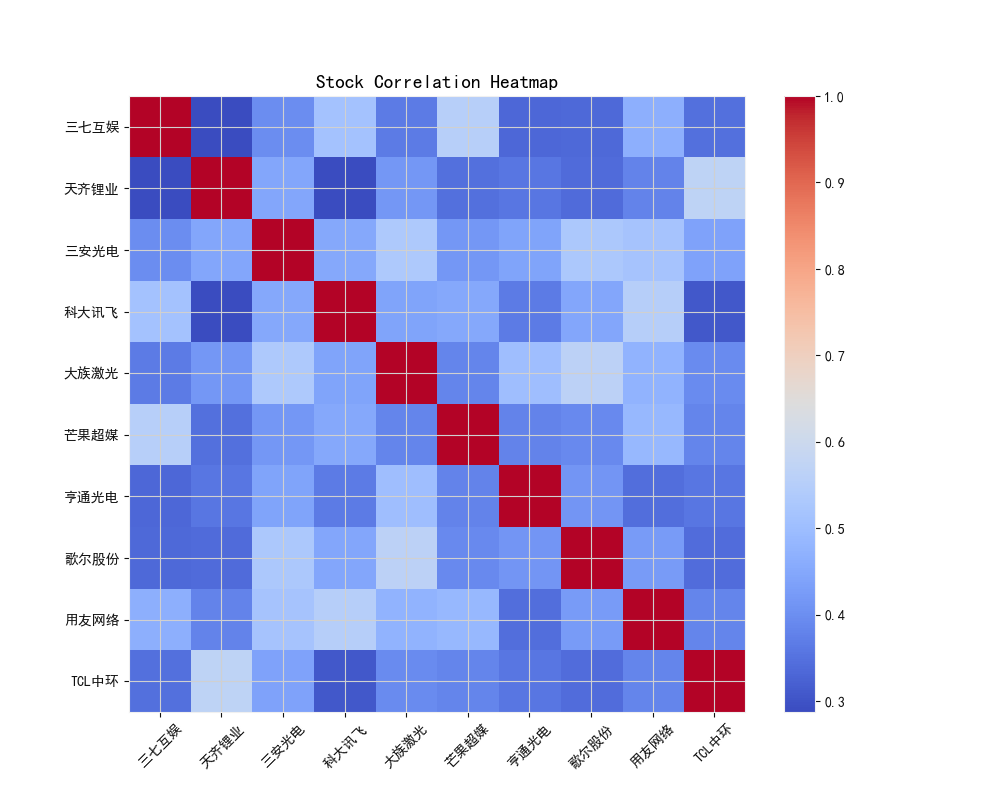 Stock Correlation Heatmap
三七互娱
天齐锂业
三安光电
科大讯飞
大族激光
芒果超媒
亨通光电
歌尔股份
用友网络
TCL中环
三七互娱
天齐锂业
三安光电
科大讯飞
大族激光
芒果超媒
亨通光电
歌尔股份
用友网络
TCL中环
1.0
0.9
0.8
0.7
0.6
0.5
0.4
0.3